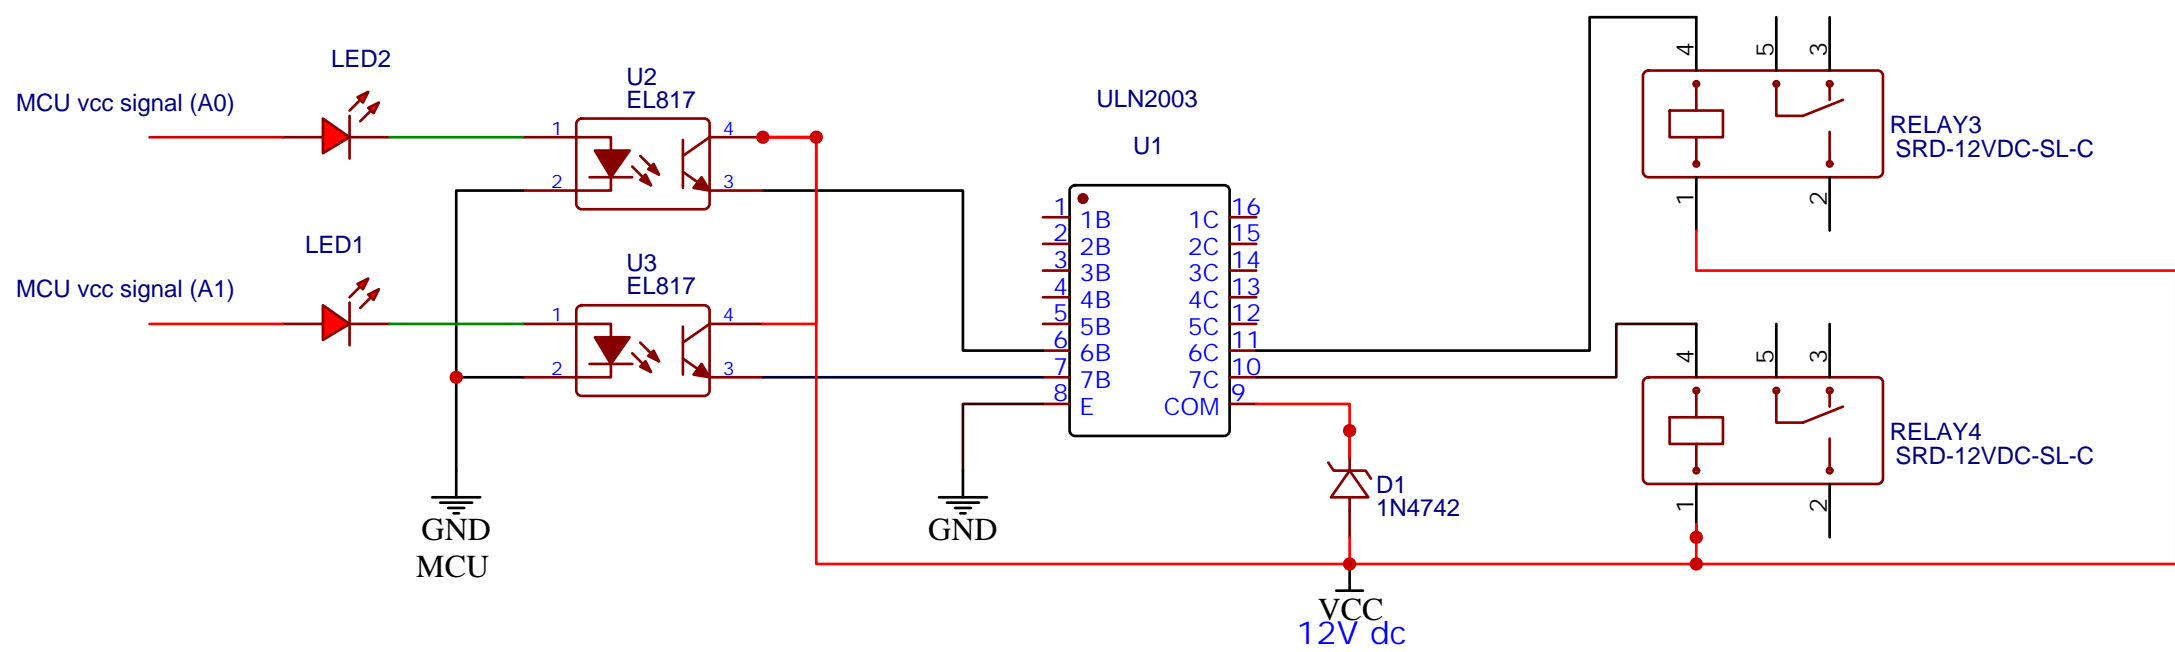 LED2
MCU vcc signal (A0)
U2
EL817
1
2
4
3
LED1
MCU vcc signal (A1)
U3
EL817
1
2
4
3
GND
MCU
ULN2003
U1
1
2
3
4
5
6
7
8
1B
2B
3B
4B
5B
6B
7B
E
1C
2C
3C
4C
5C
6C
7C
COM
16
15
14
13
12
11
10
9
GND
D1
1N4742
VCC
12V dc
4
5
3
1
2
RELAY3
SRD-12VDC-SL-C
4
5
3
1
2
RELAY4
SRD-12VDC-SL-C